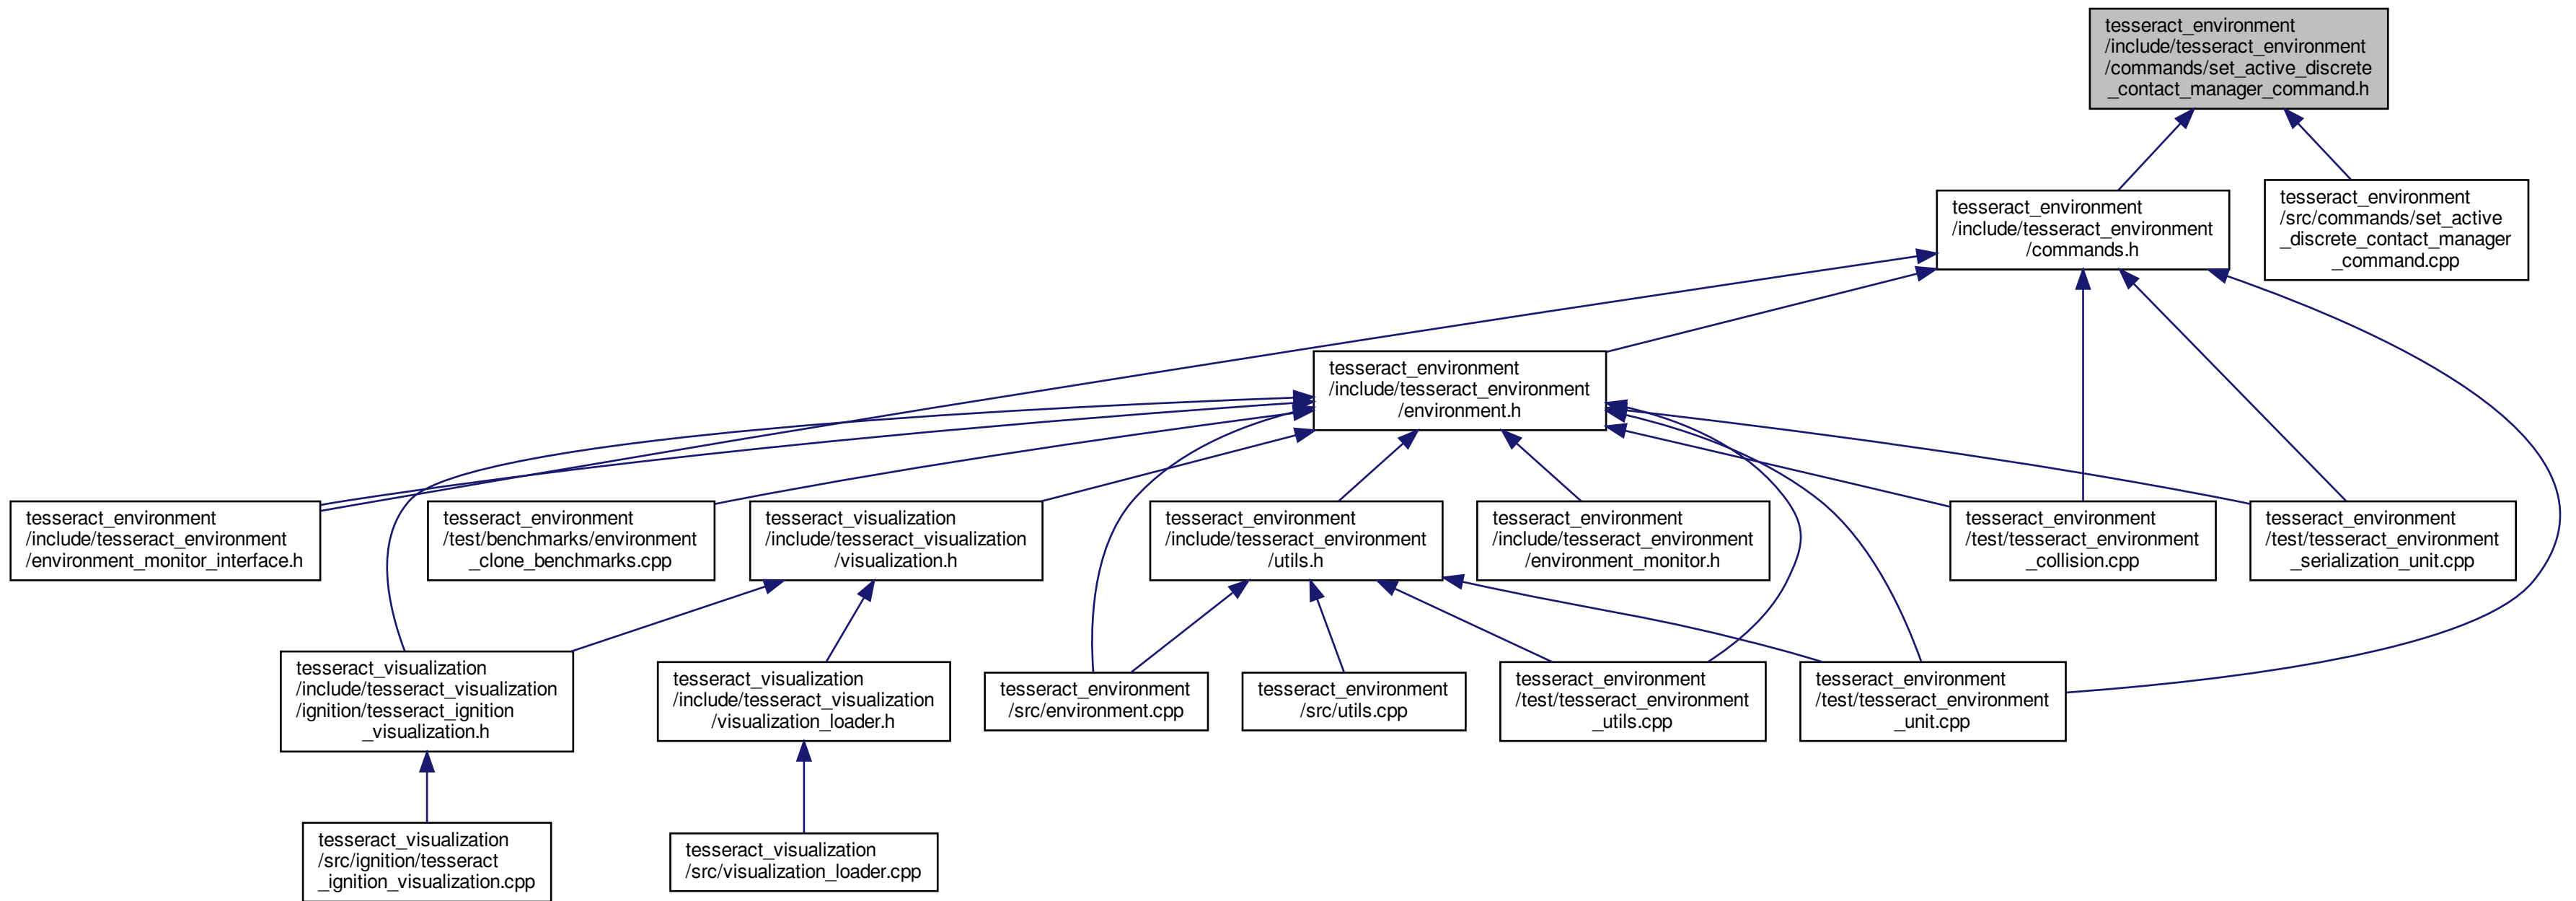 tesseract_environment
/include/tesseract_environment
/commands/set_active_discrete
_contact_manager_command.h
tesseract_environment
/include/tesseract_environment
/commands.h
tesseract_environment
/src/commands/set_active
_discrete_contact_manager
_command.cpp
tesseract_environment
/include/tesseract_environment
/environment.h
tesseract_environment
/include/tesseract_environment
/environment_monitor_interface.h
tesseract_environment
/test/benchmarks/environment
_clone_benchmarks.cpp
tesseract_visualization
/include/tesseract_visualization
/visualization.h
tesseract_environment
/include/tesseract_environment
/utils.h
tesseract_environment
/include/tesseract_environment
/environment_monitor.h
tesseract_environment
/test/tesseract_environment
_collision.cpp
tesseract_environment
/test/tesseract_environment
_serialization_unit.cpp
tesseract_visualization
/include/tesseract_visualization
/ignition/tesseract_ignition
_visualization.h
tesseract_visualization
/include/tesseract_visualization
/visualization_loader.h
tesseract_environment
/src/environment.cpp
tesseract_environment
/src/utils.cpp
tesseract_environment
/test/tesseract_environment
_utils.cpp
tesseract_environment
/test/tesseract_environment
_unit.cpp
tesseract_visualization
/src/ignition/tesseract
_ignition_visualization.cpp
tesseract_visualization
/src/visualization_loader.cpp